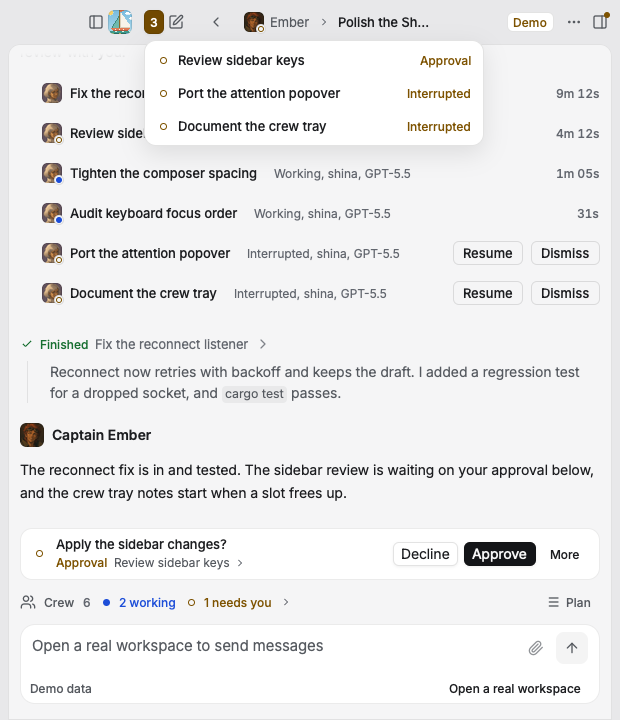 3 Ember Polish the Sh... Demo
Review sidebar keys Approval
Port the attention popover Interrupted
Document the crew tray Interrupted
Fix the 9m 12s
Review 4m 12s
Tighten the composer spacing Working, shina, GPT-5.5 1m 05s
Audit keyboard focus order Working, shina, GPT-5.5 31s
Port the attention popover Interrupted, shina, GPT-5.5 Resume Dismiss
Document the crew tray Interrupted, shina, GPT-5.5 Resume Dismiss
Finished Fix the reconnect listener
Reconnect now retries with backoff and keeps the draft. I added a regression test
for a dropped socket, and cargo test passes.
Captain Ember
The reconnect fix is in and tested. The sidebar review is waiting on your approval below,
and the crew tray notes start when a slot frees up.
Apply the sidebar changes?
Approval Review sidebar keys
Decline Approve More
Crew 6 2 working 1 needs you Plan
Open a real workspace to send messages
Demo data Open a real workspace